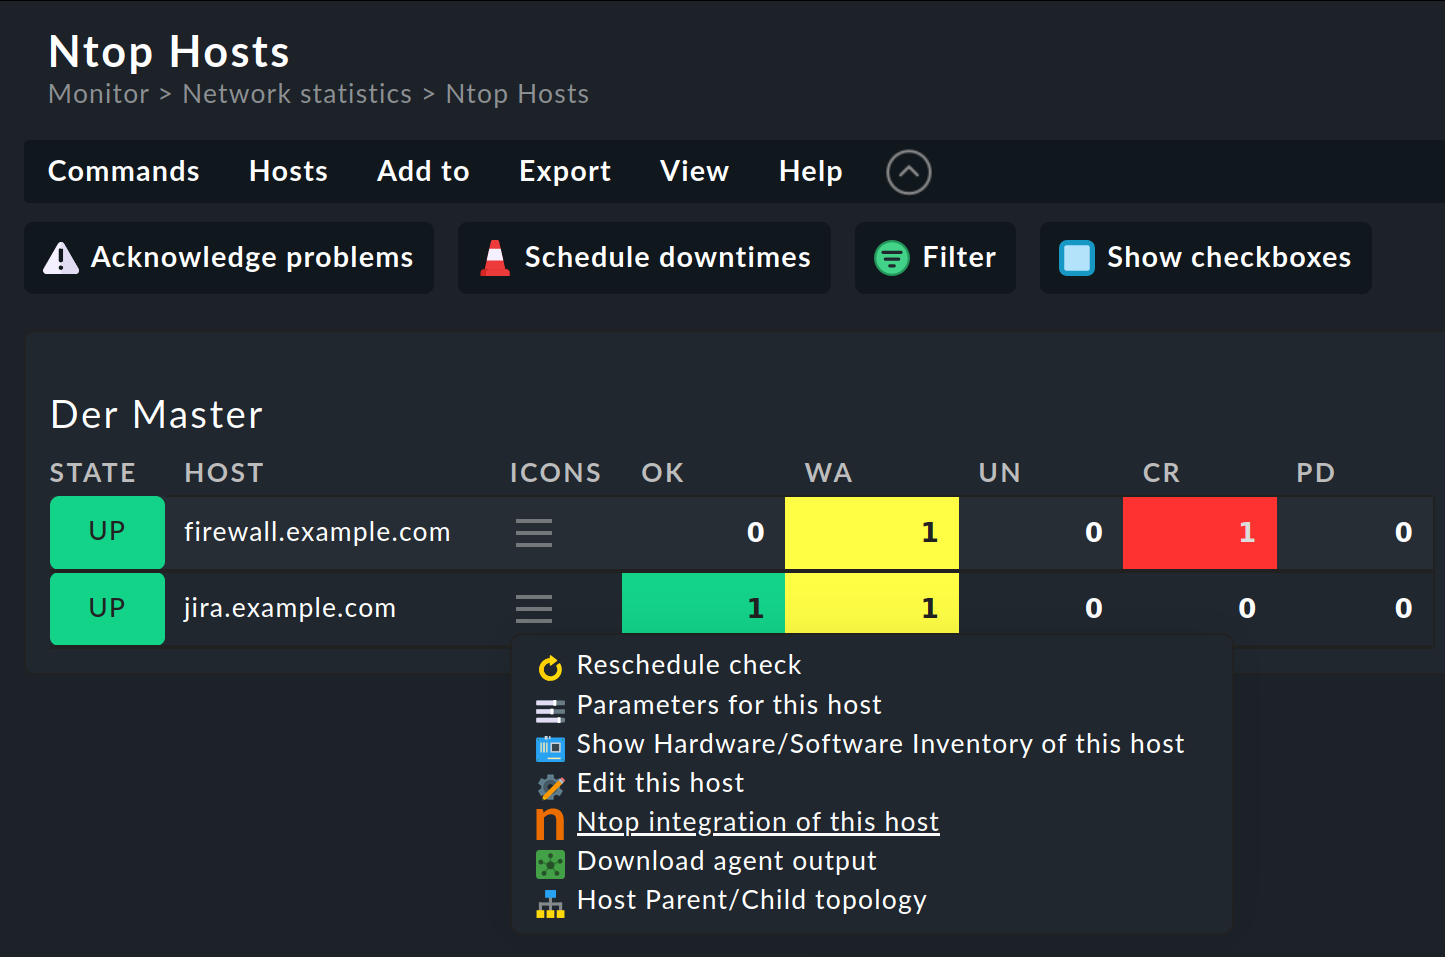 Ntop Hosts
Monitor > Network statistics > Ntop Hosts
Commands Hosts Add to Export View Help
Acknowledge problems Schedule downtimes Filter Show checkboxes
Der Master
STATE HOST ICONS OK WA UN CR PD
UP firewall.example.com 0 1 0 1 0
UP jira.example.com 1 1 0 0 0
Reschedule check
Parameters for this host
Show Hardware/Software Inventory of this host
Edit this host
n Ntop integration of this host
Download agent output
Host Parent/Child topology